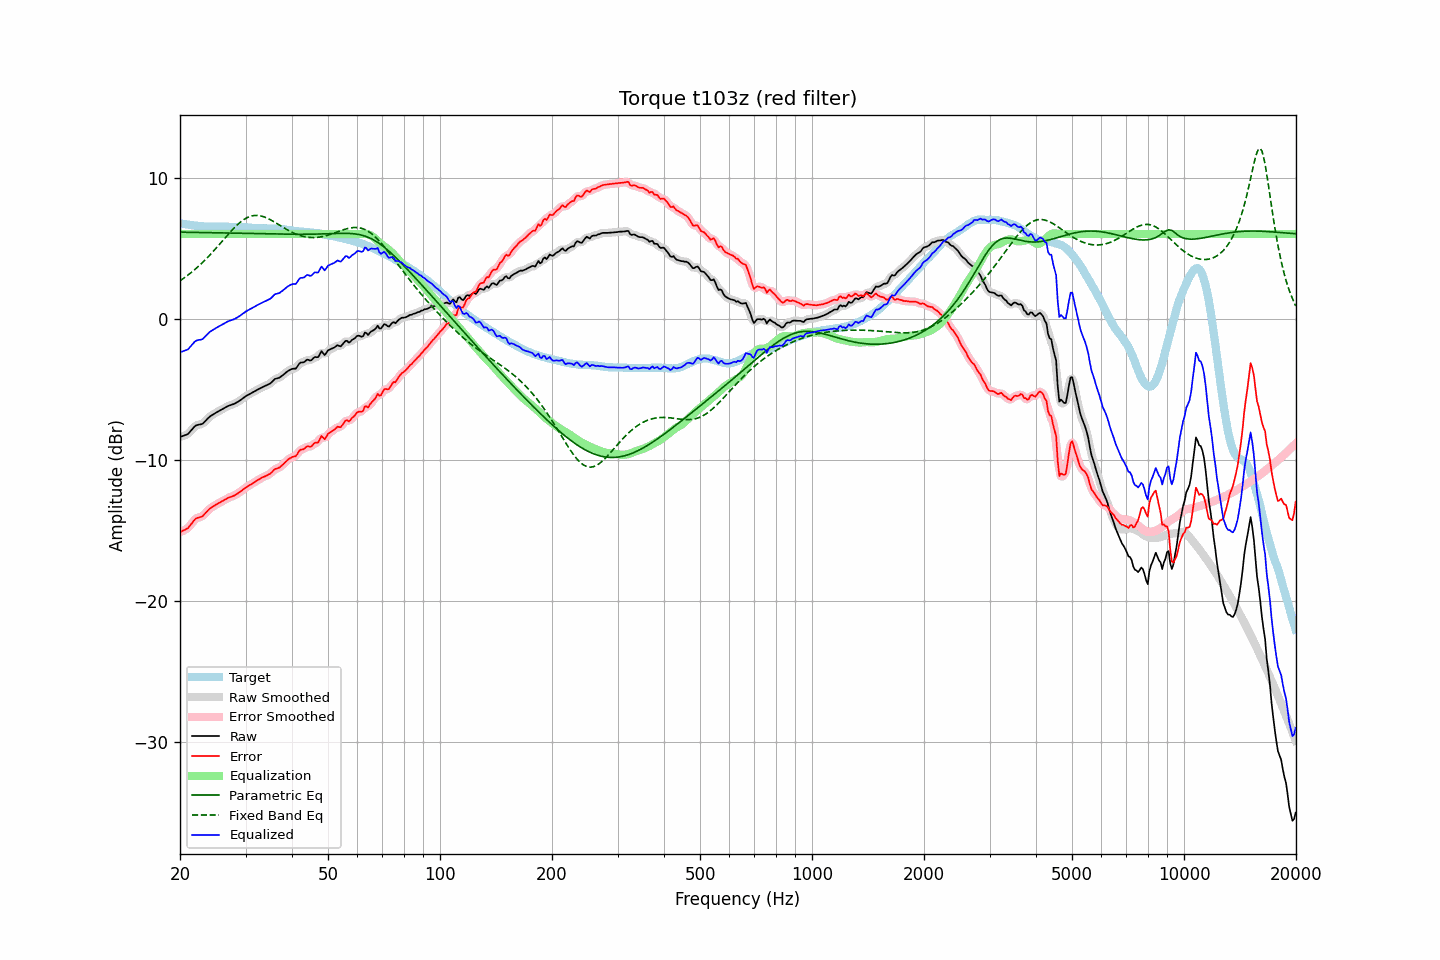 Torque t103z (red filter)
Amplitude (dBr)
10
0
−10
−20
−30
Target
Raw Smoothed
Error Smoothed
Raw
Error
Equalization
Parametric Eq
Fixed Band Eq
Equalized
20 50 100 200 500 1000 2000 5000 10000 20000
Frequency (Hz)